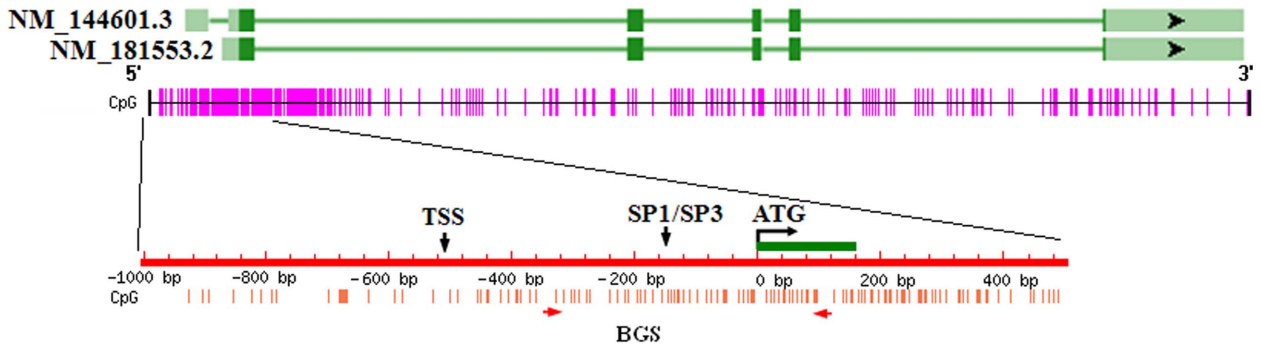 NM_144601.3
NM_181553.2
5' 3'
CpG
TSS SP1/SP3 ATG
-1000 bp -800 bp -600 bp -400 bp -200 bp 0 bp 200 bp 400 bp
CpG
BGS